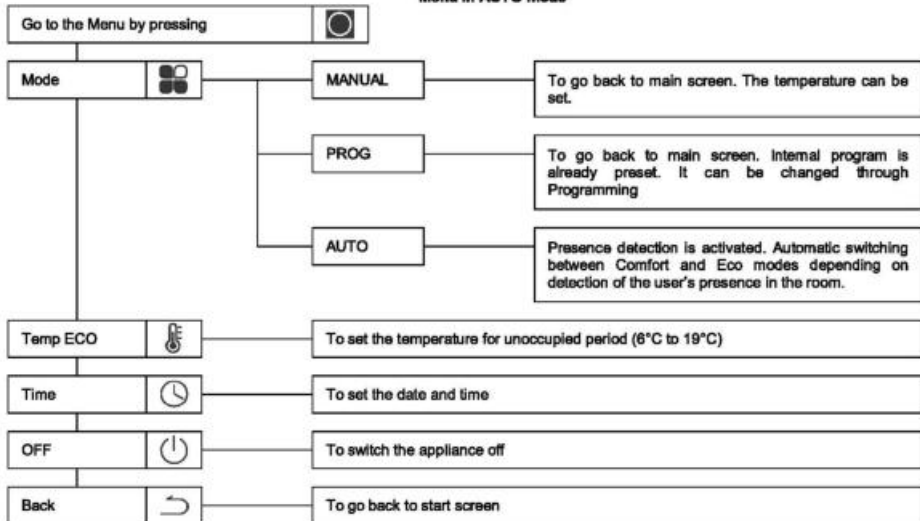 Menu in AUTO Mode
Go to the Menu by pressing
Mode
MANUAL
To go back to main screen. The temperature can be
set.
PROG
To go back to main screen. Internal program is
already preset. It can be changed through
Programming
AUTO
Presence detection is activated. Automatic switching
between Comfort and Eco modes depending on
detection of the user's presence in the room.
Temp ECO
To set the temperature for unoccupied period (6°C to 19°C)
Time
To set the date and time
OFF
To switch the appliance off
Back
To go back to start screen